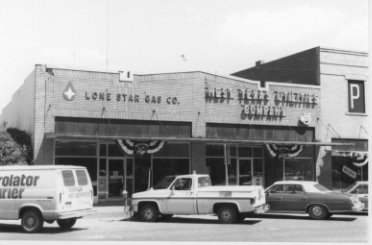 LONE STAR GAS CO.
WEST TEXAS UTILITIES
COMPANY
P
rolator
rier